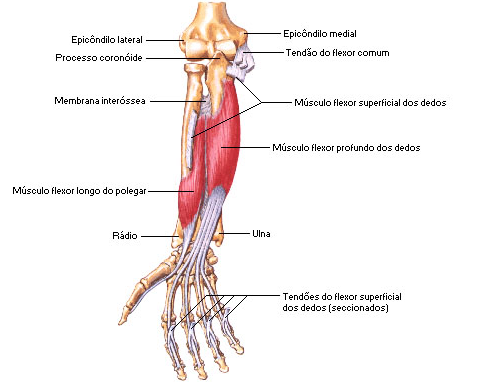 Epicôndilo lateral
Epicôndilo medial
Processo coronóide
Tendão do flexor comum
Membrana interóssea
Músculo flexor superficial dos dedos
Músculo flexor profundo dos dedos
Músculo flexor longo do polegar
Rádio
Ulna
Tendões do flexor superficial
dos dedos (seccionados)